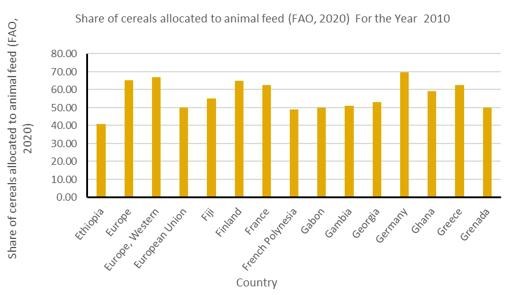 Share of cereals allocated to animal feed (FAO, 2020)  For the Year  2010
Share of cereals allocated to animal feed (FAO,
2020)
80.00
70.00
60.00
50.00
40.00
30.00
20.00
10.00
0.00
Ethiopia
Europe
Europe, Western
European Union
Fiji
Finland
France
French Polynesia
Gabon
Gambia
Georgia
Germany
Ghana
Greece
Grenada
Country